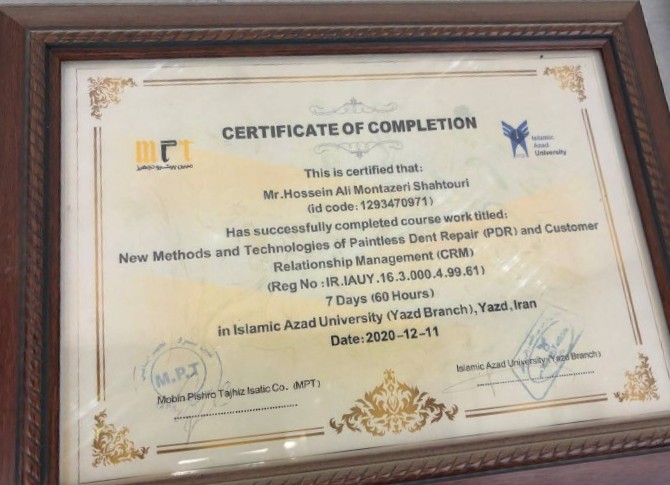 CERTIFICATE OF COMPLETION
MPT
Islamic
Azad
University
This is certified that:
Mr.Hossein Ali Montazeri Shahtouri
(id code:1293470971)
Has successfully completed course work titled:
New Methods and Technologies of Paintless Dent Repair (PDR) and Customer
Relationship Management (CRM)
(Reg No :IR.IAUY.16.3.000.4.99.61)
7 Days (60 Hours)
in Islamic Azad University (Yazd Branch), Yazd, Iran
Date: 2020-12-11
M.P.T
Mobin Pishro Tajhiz Isatic Co. (MPT)
Islamic Azad University (Yazd Branch)